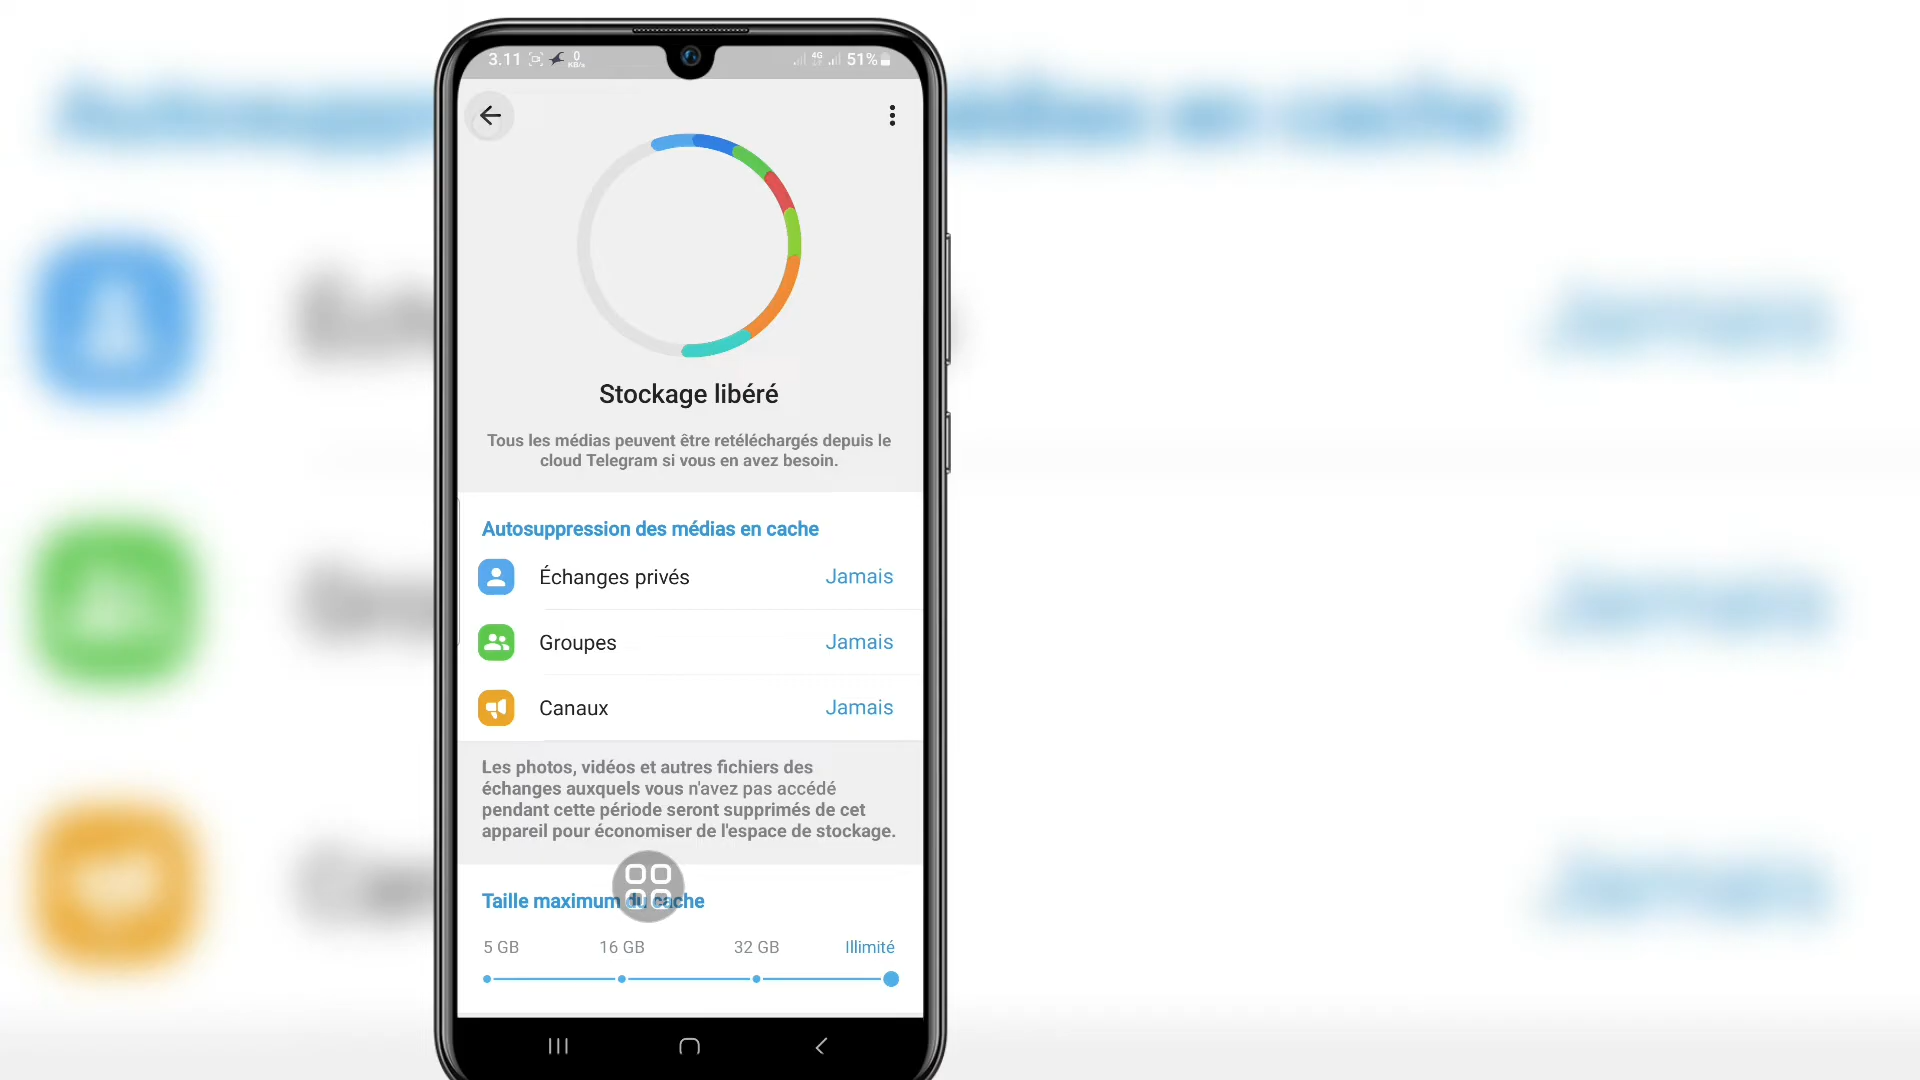 3.11 0 KB/s 4G 51%
Stockage libéré
Tous les médias peuvent être retéléchargés depuis le
cloud Telegram si vous en avez besoin.
Autosuppression des médias en cache
Échanges privés Jamais
Groupes Jamais
Canaux Jamais
Les photos, vidéos et autres fichiers des
échanges auxquels vous n'avez pas accédé
pendant cette période seront supprimés de cet
appareil pour économiser de l'espace de stockage.
Taille maximum du cache
5 GB 16 GB 32 GB Illimité